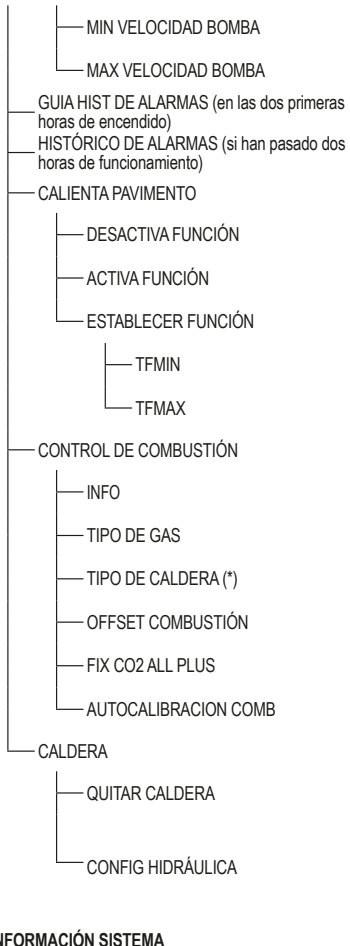 MIN VELOCIDAD BOMBA
MAX VELOCIDAD BOMBA
GUIA HIST DE ALARMAS (en las dos primeras
horas de encendido)
HISTÓRICO DE ALARMAS (si han pasado dos
horas de funcionamiento)
CALIENTA PAVIMENTO
DESACTIVA FUNCIÓN
ACTIVA FUNCIÓN
ESTABLECER FUNCIÓN
TFMIN
TFMAX
CONTROL DE COMBUSTIÓN
INFO
TIPO DE GAS
TIPO DE CALDERA (*)
OFFSET COMBUSTIÓN
FIX CO2 ALL PLUS
AUTOCALIBRACION COMB
CALDERA
QUITAR CALDERA
CONFIG HIDRÁULICA
NFORMACIÓN SISTEMA